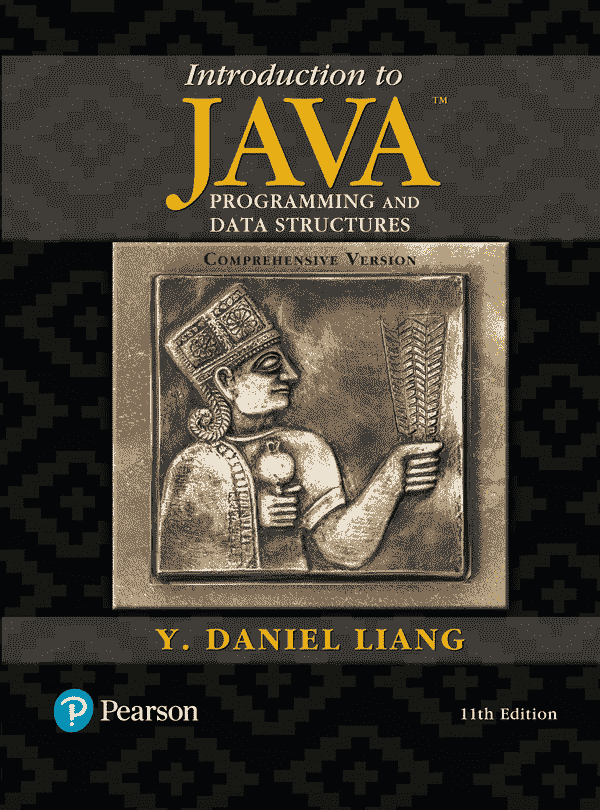 Introduction to
JAVA™
PROGRAMMING AND
DATA STRUCTURES
COMPREHENSIVE VERSION
Y. DANIEL LIANG
Pearson
11th Edition